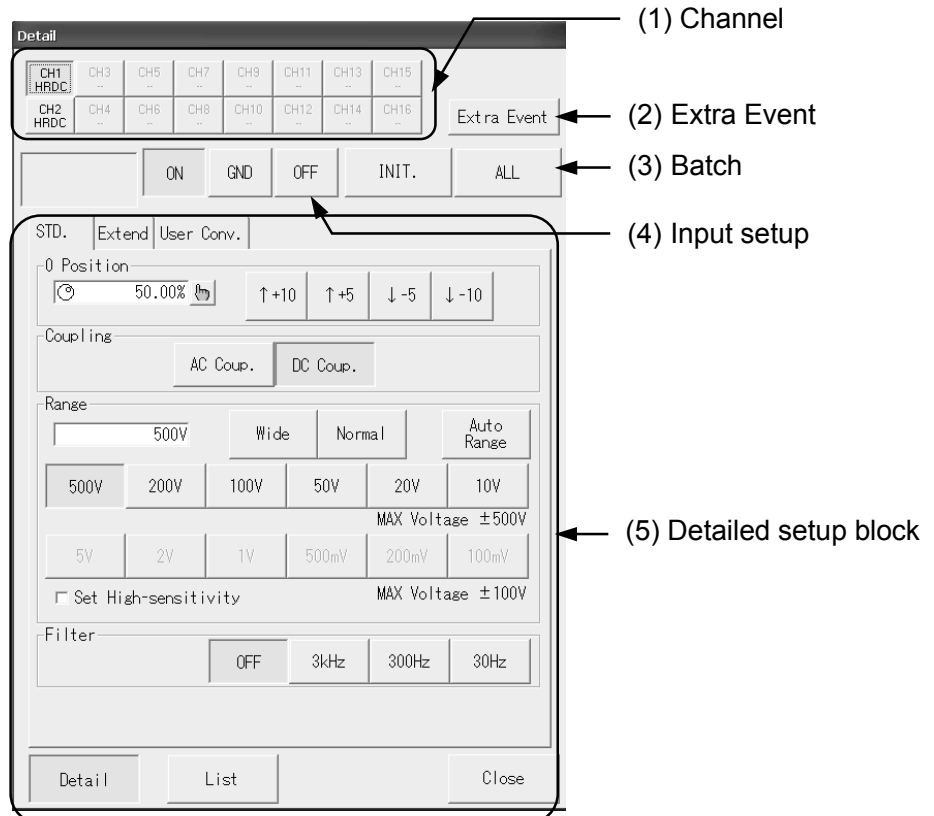 (1) Channel
Detail
CH1 CH3 CH5 CH7 CH9 CH11 CH13 CH15
HRDC -- -- -- -- -- -- --
CH2 CH4 CH6 CH8 CH10 CH12 CH14 CH16
HRDC -- -- -- -- -- -- --
Extra Event
(2) Extra Event
ON GND OFF INIT. ALL
(3) Batch
(4) Input setup
STD. Extend User Conv.
0 Position
50.00% ↑+10 ↑+5 ↓-5 ↓-10
Coupling
AC Coup. DC Coup.
Range
500V Wide Normal Auto Range
500V 200V 100V 50V 20V 10V
MAX Voltage ±500V
(5) Detailed setup block
5V 2V 1V 500mV 200mV 100mV
Set High-sensitivity MAX Voltage ±100V
Filter
OFF 3kHz 300Hz 30Hz
Detail List Close